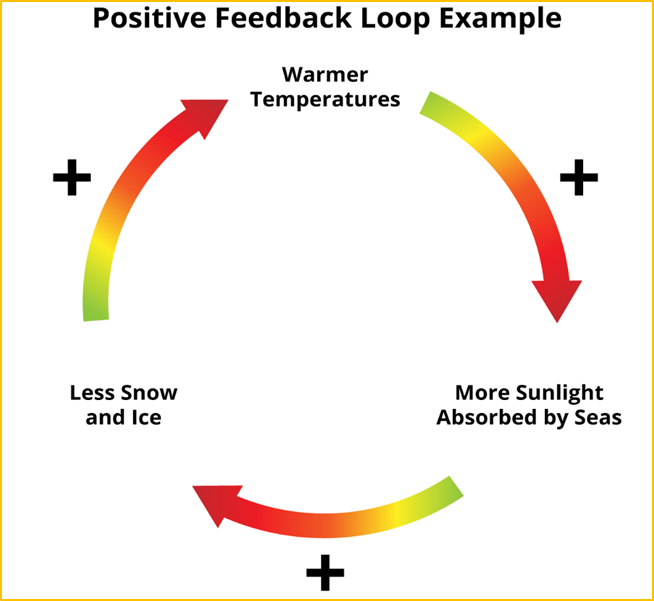 Positive Feedback Loop Example
Warmer
Temperatures
+
+
Less Snow
and Ice
More Sunlight
Absorbed by Seas
+